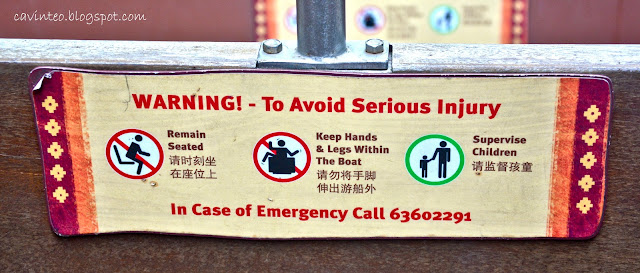 cavinteo.blogspot.com
WARNING! - To Avoid Serious Injury
Remain
Seated
请时刻坐
在座位上
Keep Hands
& Legs Within
The Boat
请勿将手脚
伸出游船外
Supervise
Children
请监督孩童
In Case of Emergency Call 63602291